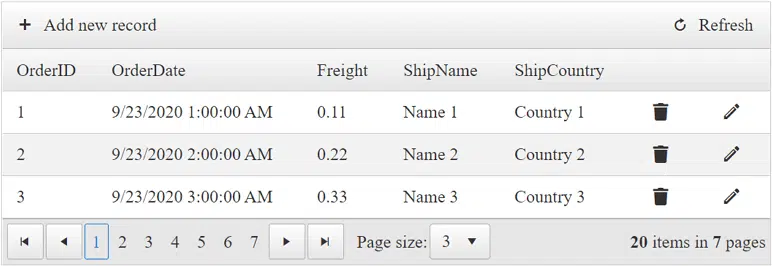 Add new record Refresh
OrderID OrderDate Freight ShipName ShipCountry
1 9/23/2020 1:00:00 AM 0.11 Name 1 Country 1
2 9/23/2020 2:00:00 AM 0.22 Name 2 Country 2
3 9/23/2020 3:00:00 AM 0.33 Name 3 Country 3
1 2 3 4 5 6 7 Page size: 3 20 items in 7 pages